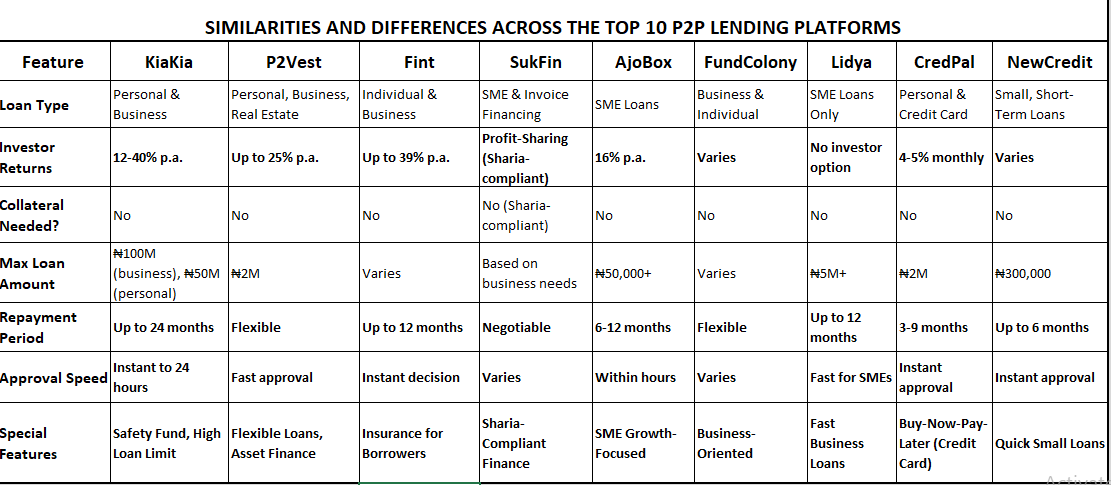 SIMILARITIES AND DIFFERENCES ACROSS THE TOP 10 P2P LENDING PLATFORMS
Feature KiaKia P2Vest Fint SukFin AjoBox FundColony Lidya CredPal NewCredit
Loan Type
Personal &
Business
Personal, Business,
Real Estate
Individual &
Business
SME & Invoice
Financing
SME Loans
Business &
Individual
SME Loans
Only
Personal &
Credit Card
Small, Short-
Term Loans
Investor
Returns
12-40% p.a.
Up to 25% p.a.
Up to 39% p.a.
Profit-Sharing
(Sharia-
compliant)
16% p.a.
Varies
No investor
option
4-5% monthly
Varies
Collateral
Needed?
No
No
No
No (Sharia-
compliant)
No
No
No
No
No
Max Loan
Amount
₦100M
(business), ₦50M
(personal)
₦2M
Varies
Based on
business needs
₦50,000+
Varies
₦5M+
₦2M
₦300,000
Repayment
Period
Up to 24 months
Flexible
Up to 12 months
Negotiable
6-12 months
Flexible
Up to 12
months
3-9 months
Up to 6 months
Approval Speed
Instant to 24
hours
Fast approval
Instant decision
Varies
Within hours
Varies
Fast for SMEs
Instant
approval
Instant approval
Special
Features
Safety Fund, High
Loan Limit
Flexible Loans,
Asset Finance
Insurance for
Borrowers
Sharia-
Compliant
Finance
SME Growth-
Focused
Business-
Oriented
Fast
Business
Loans
Buy-Now-Pay-
Later (Credit
Card)
Quick Small Loans